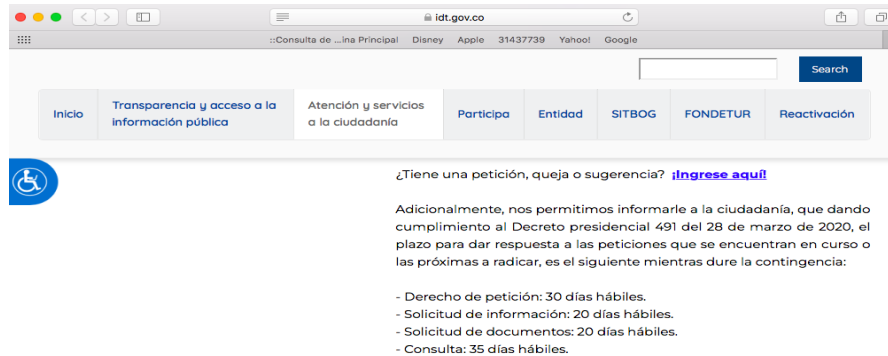 idt.gov.co
::Consulta de ...ina Principal Disney Apple 31437739 Yahoo! Google
Search
Inicio
Transparencia y acceso a la
información pública
Atención y servicios
a la ciudadanía
Participa
Entidad
SITBOG
FONDETUR
Reactivación
¿Tiene una petición, queja o sugerencia? ¡Ingrese aquí!
Adicionalmente, nos permitimos informarle a la ciudadanía, que dando
cumplimiento al Decreto presidencial 491 del 28 de marzo de 2020, el
plazo para dar respuesta a las peticiones que se encuentran en curso o
las próximas a radicar, es el siguiente mientras dure la contingencia:
- Derecho de petición: 30 días hábiles.
- Solicitud de información: 20 días hábiles.
- Solicitud de documentos: 20 días hábiles.
- Consulta: 35 días hábiles.